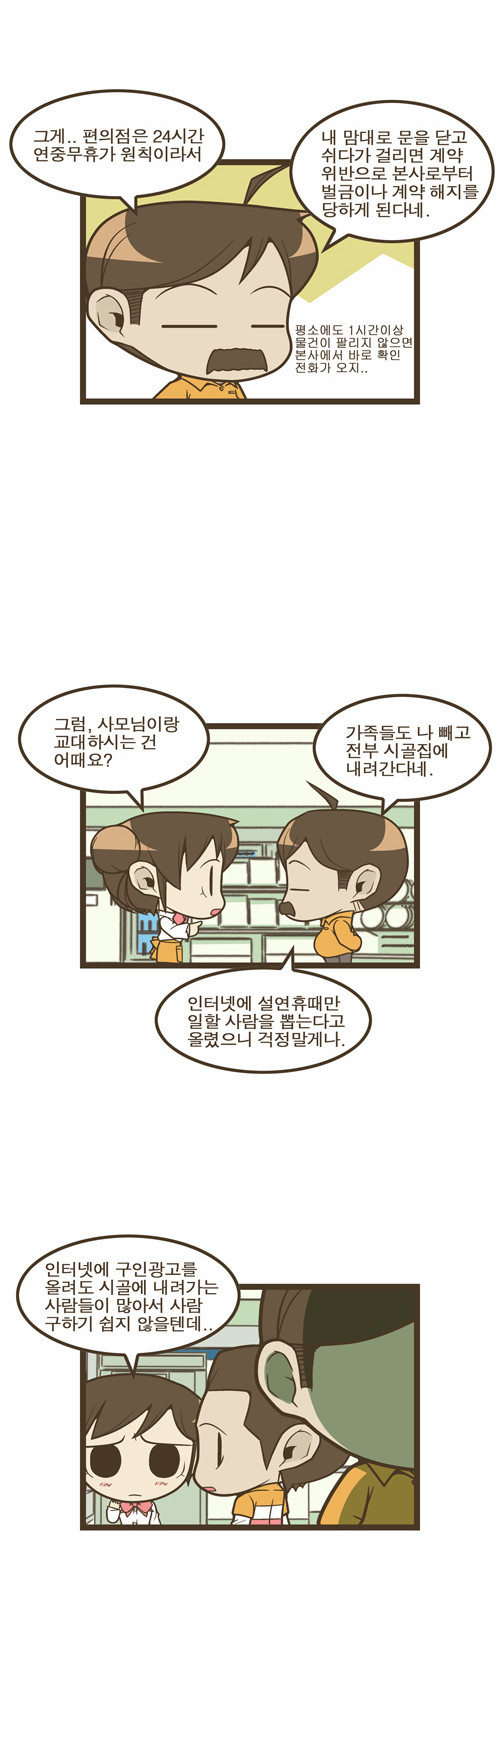 그게.. 편의점은 24시간
연중무휴가 원칙이라서
내 맘대로 문을 닫고
쉬다가 걸리면 계약
위반으로 본사로부터
벌금이나 계약 해지를
당하게 된다네.
평소에도 1시간이상
물건이 팔리지 않으면
본사에서 바로 확인
전화가 오지..
그럼, 사모님이랑
교대하시는 건
어때요?
가족들도 나 빼고
전부 시골집에
내려간다네.
인터넷에 설연휴때만
일할 사람을 뽑는다고
올렸으니 걱정말게나.
인터넷에 구인광고를
올려도 시골에 내려가는
사람들이 많아서 사람
구하기 쉽지 않을텐데..